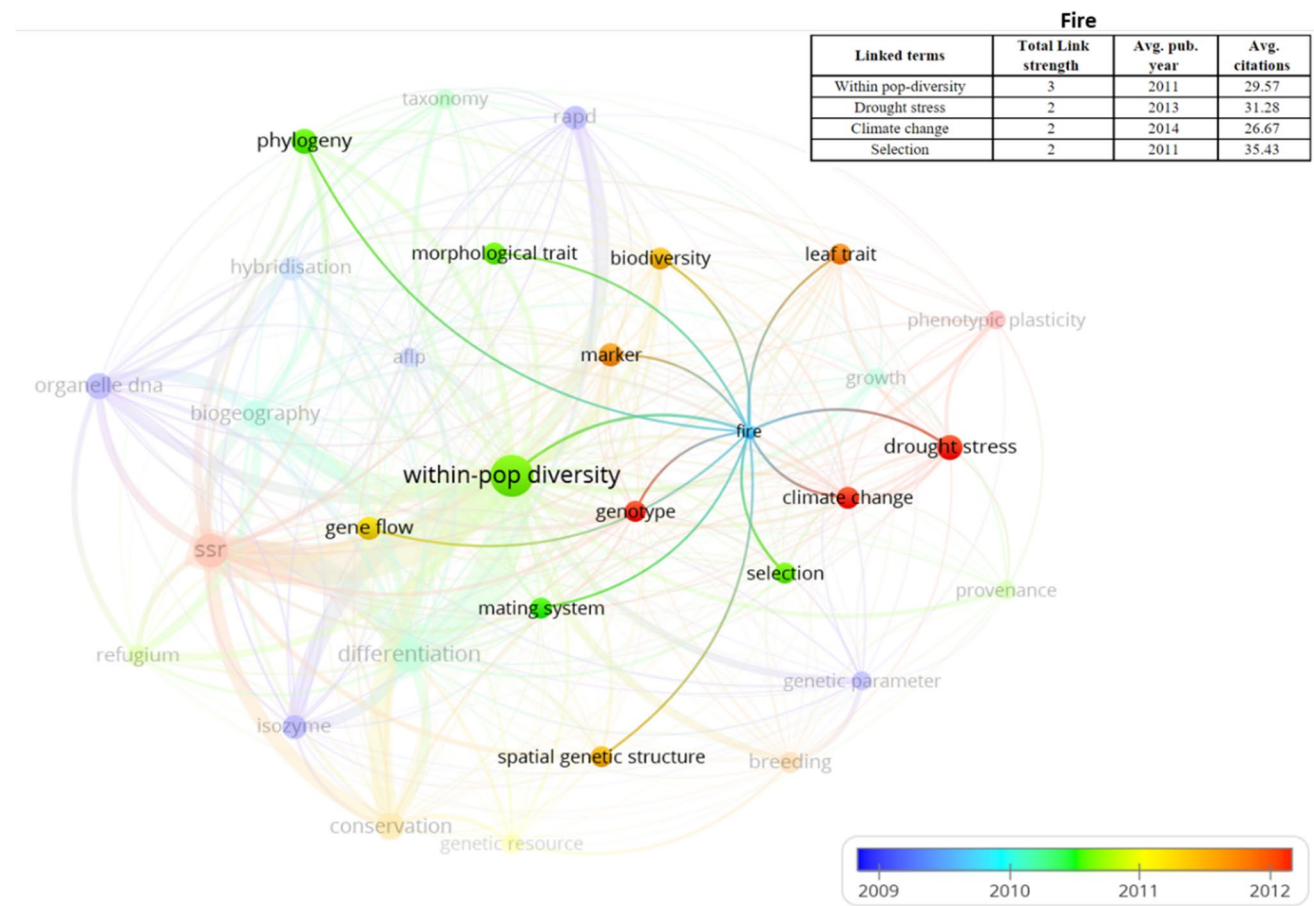 Fire
Linked terms Total Link strength Avg. pub. year Avg. citations
Within pop-diversity 3 2011 29.57
Drought stress 2 2013 31.28
Climate change 2 2014 26.67
Selection 2 2011 35.43
taxonomy
rapd
phylogeny
morphological trait
biodiversity
leaf trait
hybridisation
phenotypic plasticity
aflp
marker
growth
organelle dna
biogeography
fire
drought stress
within-pop diversity
climate change
genotype
gene flow
ssr
selection
provenance
mating system
refugium
differentiation
genetic parameter
isozyme
spatial genetic structure
breeding
conservation
genetic resource
2009 2010 2011 2012